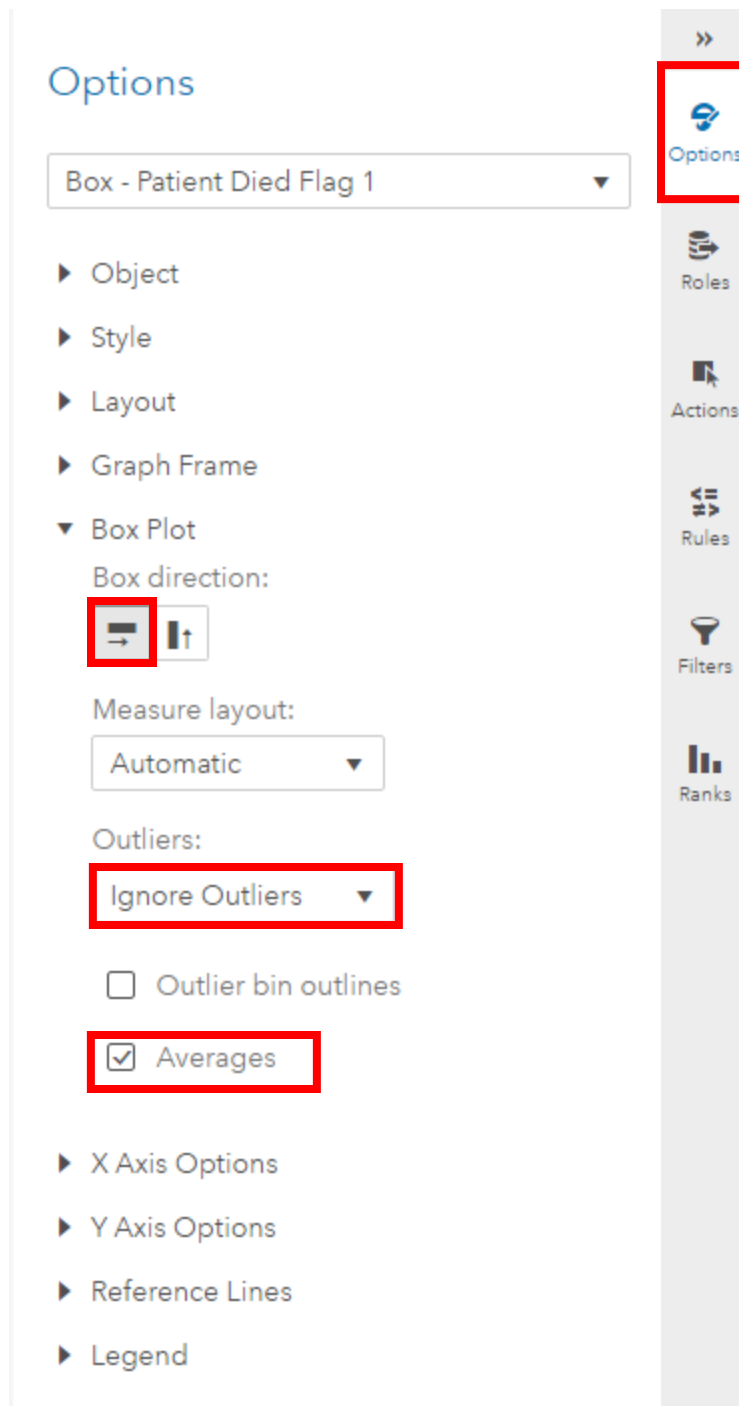 Options
Box - Patient Died Flag 1
Object
Style
Layout
Graph Frame
Box Plot
Box direction:
Measure layout:
Automatic
Outliers:
Ignore Outliers
Outlier bin outlines
Averages
X Axis Options
Y Axis Options
Reference Lines
Legend
Options
Roles
Actions
Rules
Filters
Ranks